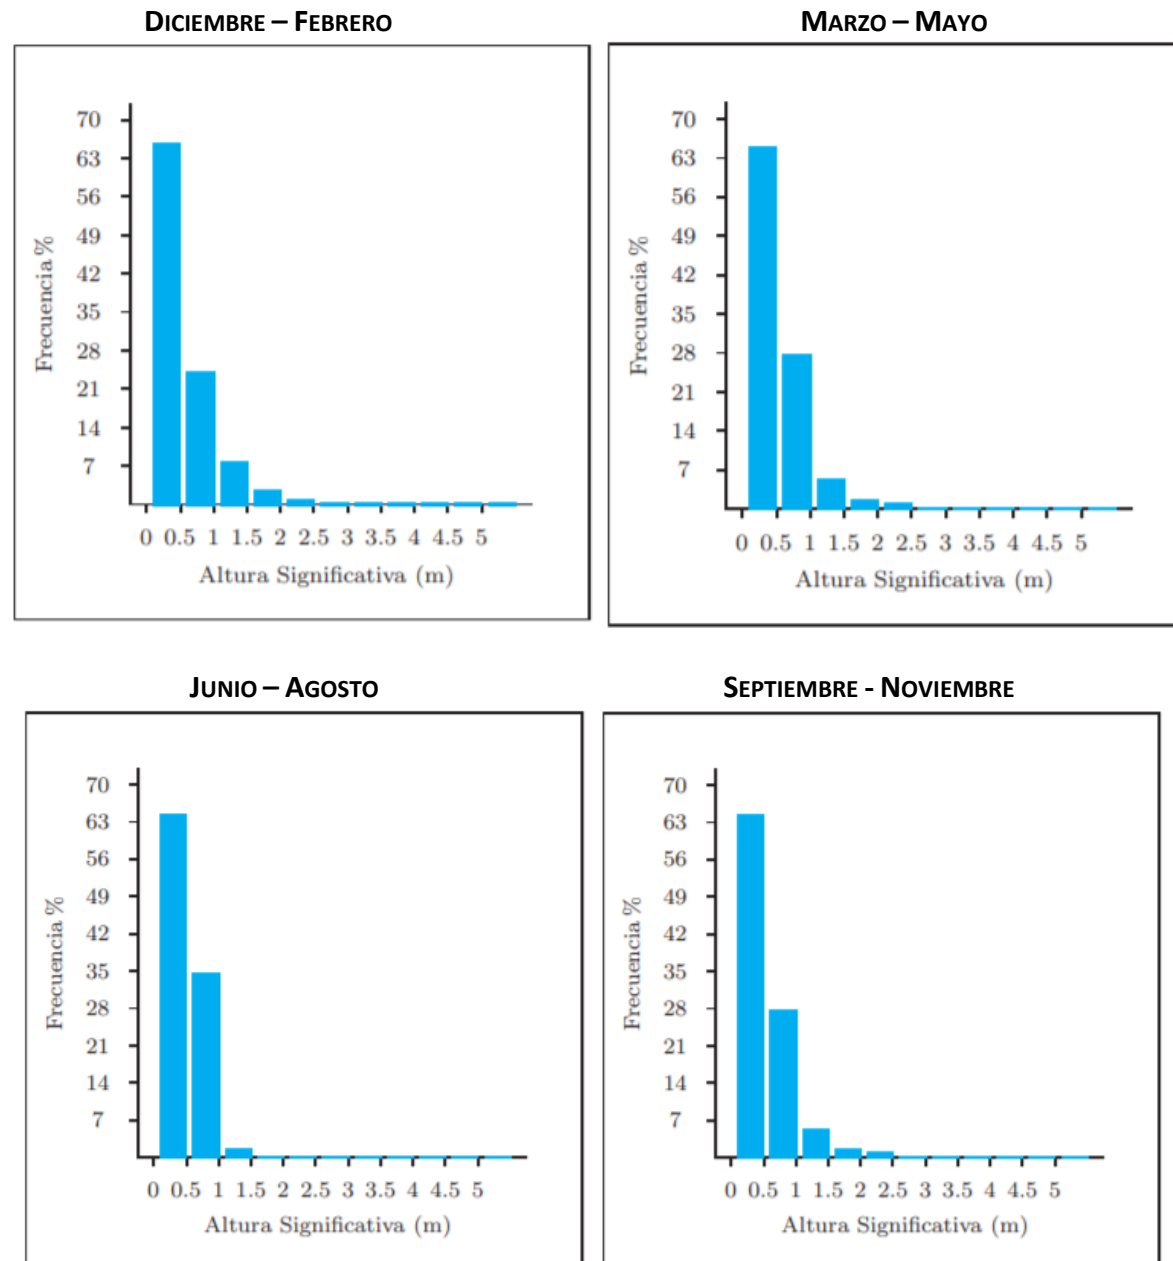 DICIEMBRE – FEBRERO
70
63
56
49
42
35
28
21
14
7
Frecuencia %
0 0.5 1 1.5 2 2.5 3 3.5 4 4.5 5
Altura Significativa (m)
MARZO – MAYO
70
63
56
49
42
35
28
21
14
7
Frecuencia %
0 0.5 1 1.5 2 2.5 3 3.5 4 4.5 5
Altura Significativa (m)
JUNIO – AGOSTO
70
63
56
49
42
35
28
21
14
7
Frecuencia %
0 0.5 1 1.5 2 2.5 3 3.5 4 4.5 5
Altura Significativa (m)
SEPTIEMBRE - NOVIEMBRE
70
63
56
49
42
35
28
21
14
7
Frecuencia %
0 0.5 1 1.5 2 2.5 3 3.5 4 4.5 5
Altura Significativa (m)